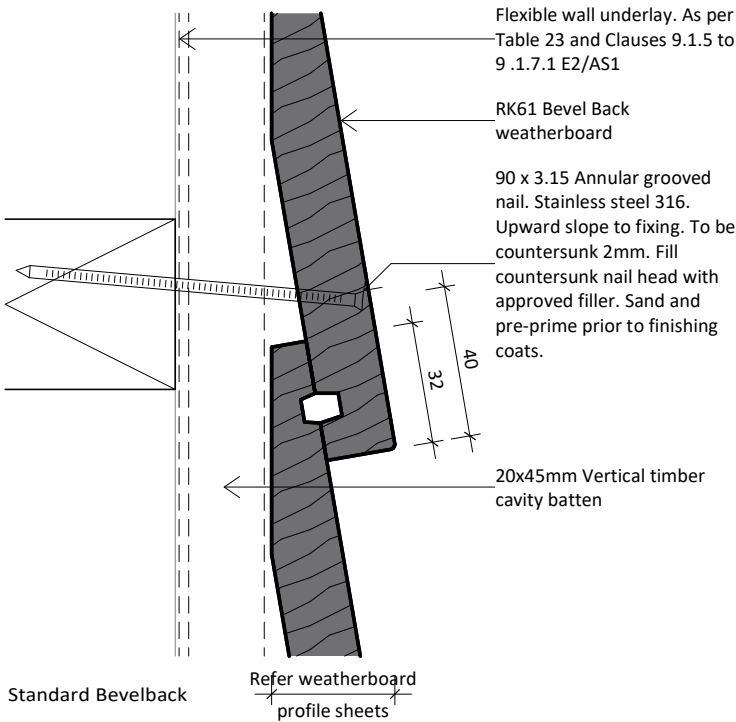 Flexible wall underlay. As per
Table 23 and Clauses 9.1.5 to
9 .1.7.1 E2/AS1
RK61 Bevel Back
weatherboard
90 x 3.15 Annular grooved
nail. Stainless steel 316.
Upward slope to fixing. To be
countersunk 2mm. Fill
countersunk nail head with
approved filler. Sand and
pre-prime prior to finishing
coats.
40
32
20x45mm Vertical timber
cavity batten
Standard Bevelback
Refer weatherboard
profile sheets